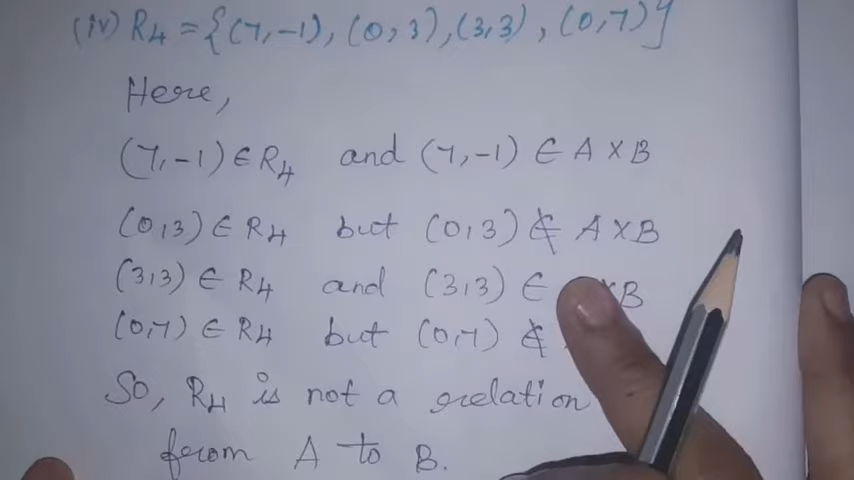 (iv) R4 = {(7,-1), (0,3), (3,3), (0,7)}
Here,
(7,-1) ∈ R4 and (7,-1) ∈ A × B
(0,3) ∈ R4 but (0,3) ∉ A × B
(3,3) ∈ R4 and (3,3) ∈ × B
(0,7) ∈ R4 but (0,7) ∉
So, R4 is not a relation
from A to B.